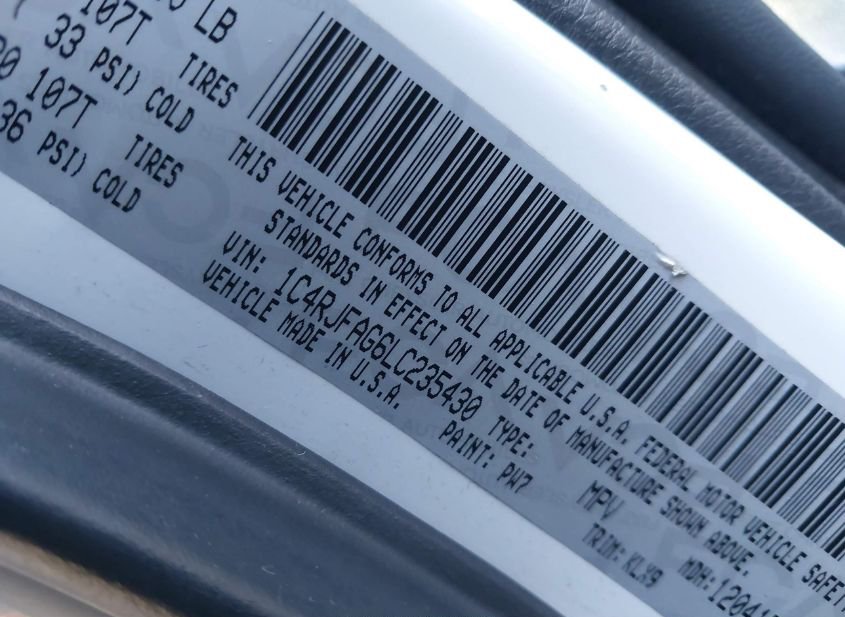 LB
107T
33 PSI) COLD
TIRES
107T
36 PSI) COLD
TIRES
THIS VEHICLE CONFORMS TO ALL APPLICABLE U.S.A. FEDERAL MOTOR VEHICLE SAFETY
STANDARDS IN EFFECT ON THE DATE OF MANUFACTURE SHOWN ABOVE.
VIN: 1C4RJFAG6LC235430 TYPE: MPV MDH:12041
VEHICLE MADE IN U.S.A. PAINT: PW7 TRIM: KLX9